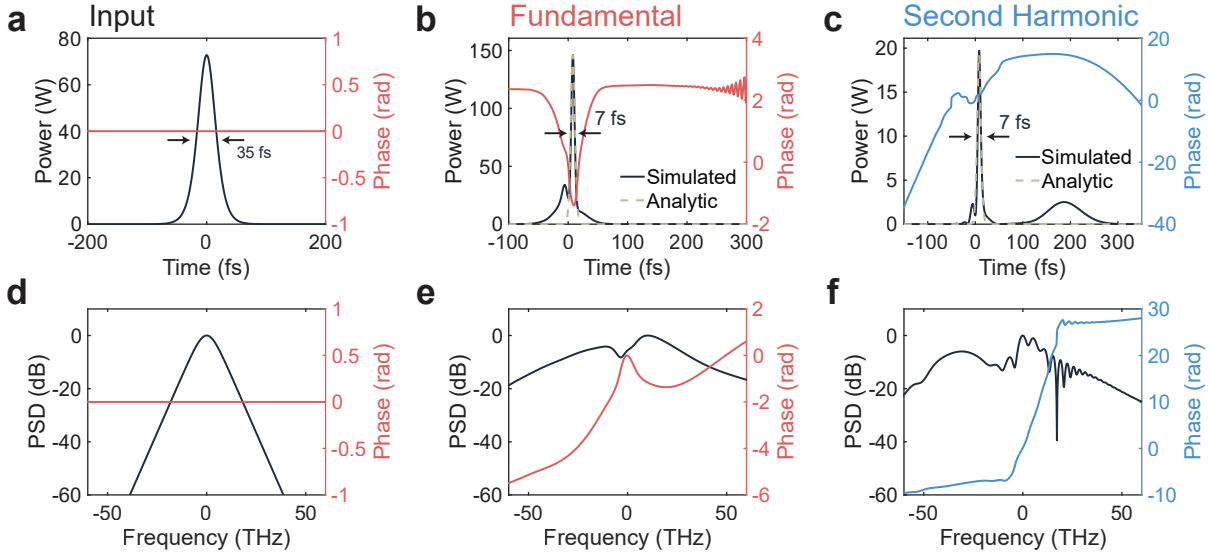 a Input
b Fundamental
c Second Harmonic
80
60
40
20
0
Power (W)
-200
0
200
Time (fs)
1
0.5
0
-0.5
-1
Phase (rad)
35 fs
150
100
50
0
Power (W)
-100
0
100
200
300
Time (fs)
4
2
0
-2
Phase (rad)
7 fs
Simulated
Analytic
20
15
10
5
0
Power (W)
-100
0
100
200
300
Time (fs)
20
0
-20
-40
Phase (rad)
7 fs
Simulated
Analytic
d
0
-20
-40
-60
PSD (dB)
-50
0
50
Frequency (THz)
1
0.5
0
-0.5
-1
Phase (rad)
e
0
-20
-40
-60
PSD (dB)
-50
0
50
Frequency (THz)
2
0
-2
-4
-6
Phase (rad)
f
0
-20
-40
-60
PSD (dB)
-50
0
50
Frequency (THz)
30
20
10
0
-10
Phase (rad)